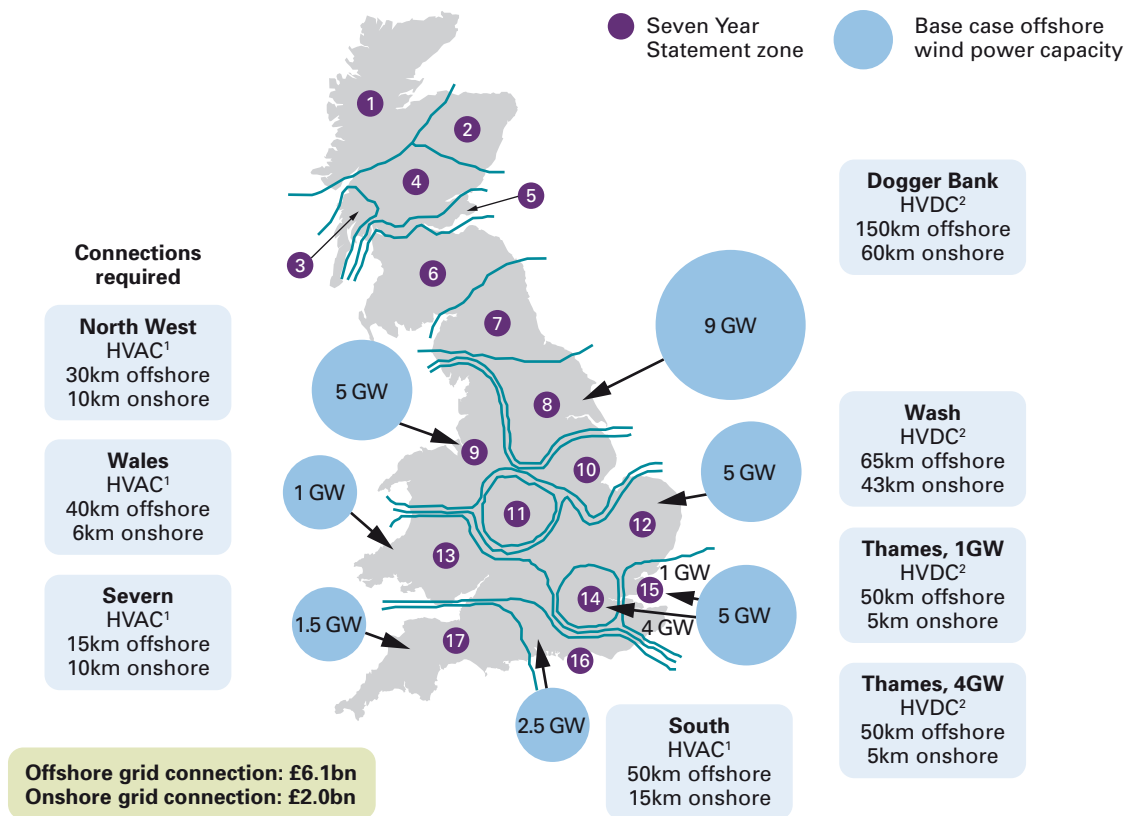 Seven Year
Statement zone
Base case offshore
wind power capacity
1
2
4
5
3
6
7
8
9
10
11
12
13
14
15
16
17
Connections
required
North West
HVAC¹
30km offshore
10km onshore
Wales
HVAC¹
40km offshore
6km onshore
Severn
HVAC¹
15km offshore
10km onshore
5 GW
1 GW
1.5 GW
2.5 GW
9 GW
5 GW
1 GW
4 GW
5 GW
Dogger Bank
HVDC²
150km offshore
60km onshore
Wash
HVDC²
65km offshore
43km onshore
Thames, 1GW
HVDC²
50km offshore
5km onshore
Thames, 4GW
HVDC²
50km offshore
5km onshore
South
HVAC¹
50km offshore
15km onshore
Offshore grid connection: £6.1bn
Onshore grid connection: £2.0bn